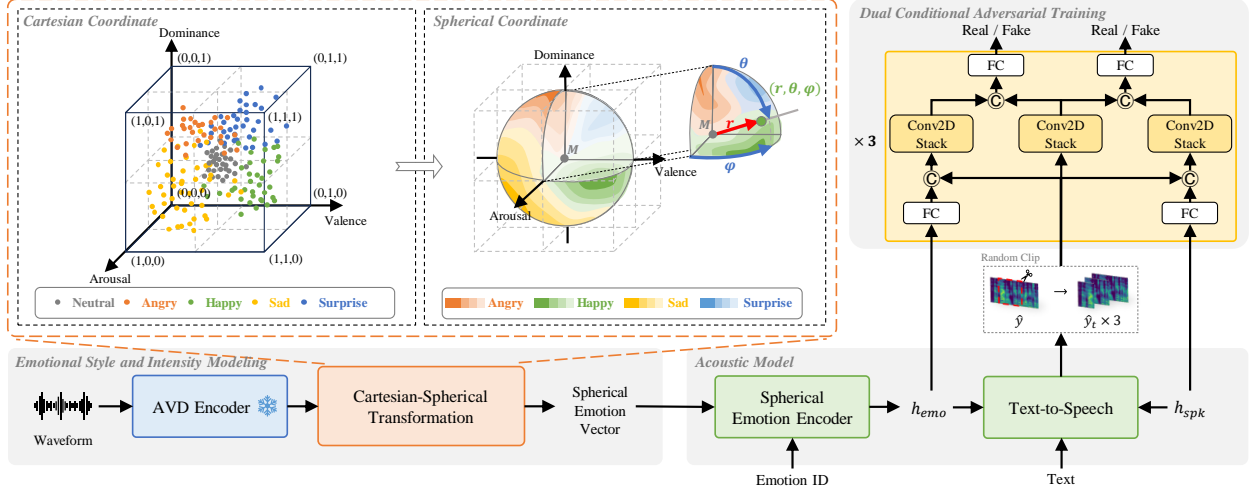 Cartesian Coordinate
Dominance
(0,0,1)
(0,1,1)
(1,0,1)
(1,1,1)
(0,0,0)
(0,1,0)
Valence
(1,0,0)
(1,1,0)
Arousal
Neutral Angry Happy Sad Surprise
Spherical Coordinate
Dominance
M
Valence
Arousal
θ
(r, θ, φ)
M
r
φ
Angry Happy Sad Surprise
Dual Conditional Adversarial Training
Real / Fake Real / Fake
FC FC
C C
Conv2D Stack
Conv2D Stack
Conv2D Stack
× 3
C C
FC FC
Random Clip
ŷ → ŷₜ × 3
Emotional Style and Intensity Modeling
Waveform
AVD Encoder
Cartesian-Spherical
Transformation
Spherical
Emotion
Vector
Acoustic Model
Spherical
Emotion Encoder
h_emo
Text-to-Speech
h_spk
Emotion ID
Text